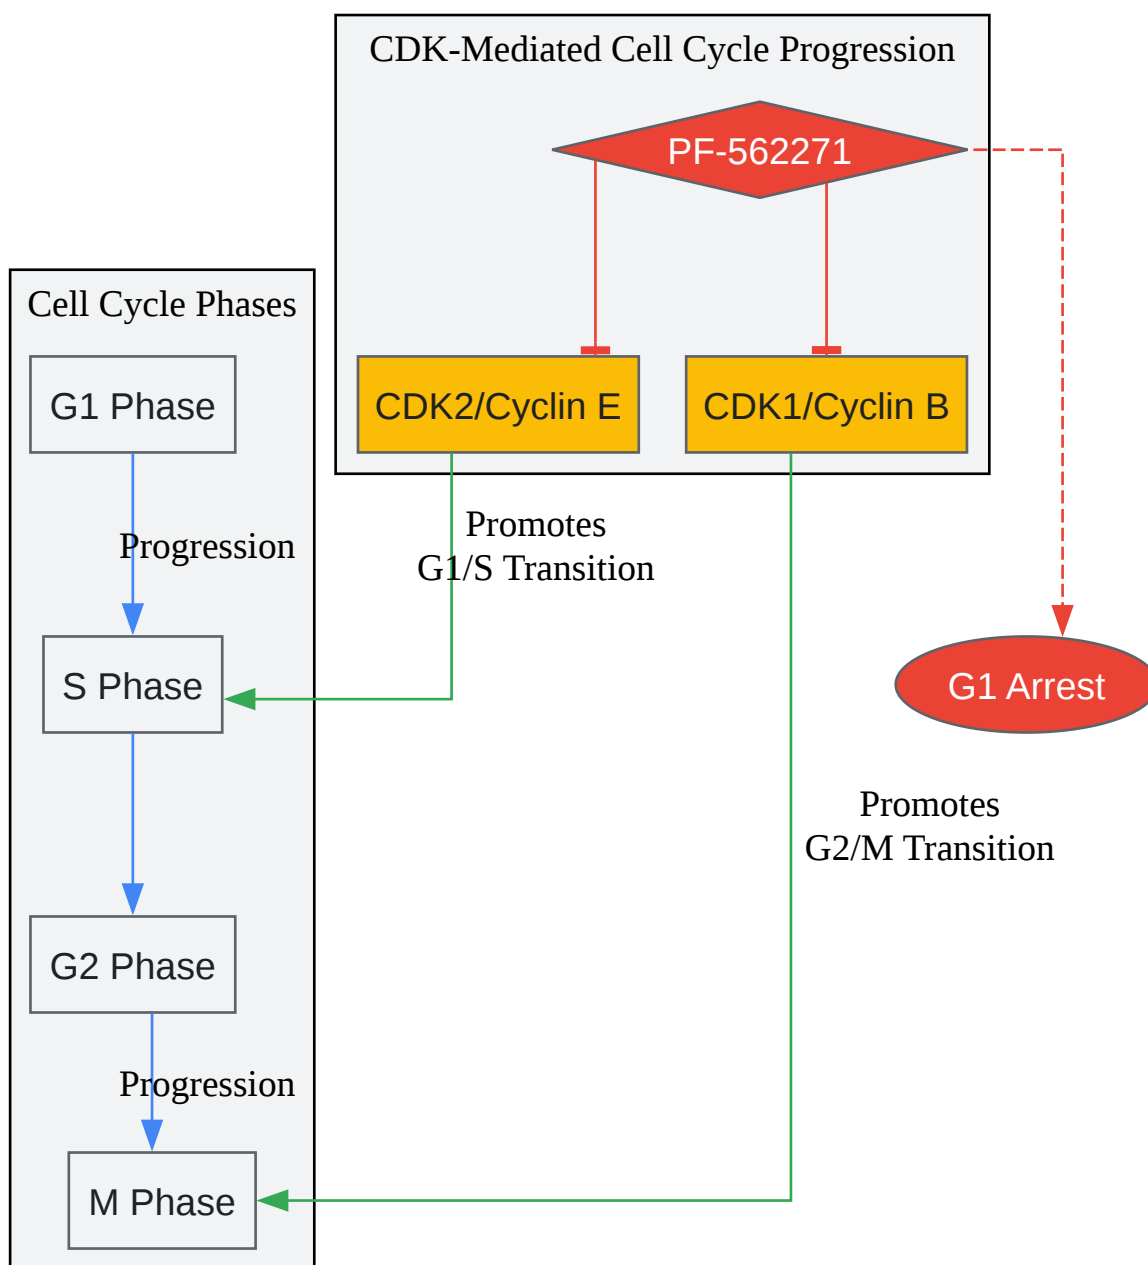 CDK-Mediated Cell Cycle Progression
PF-562271
Cell Cycle Phases
G1 Phase
CDK2/Cyclin E
CDK1/Cyclin B
Progression
Promotes
G1/S Transition
S Phase
G1 Arrest
Promotes
G2/M Transition
G2 Phase
Progression
M Phase